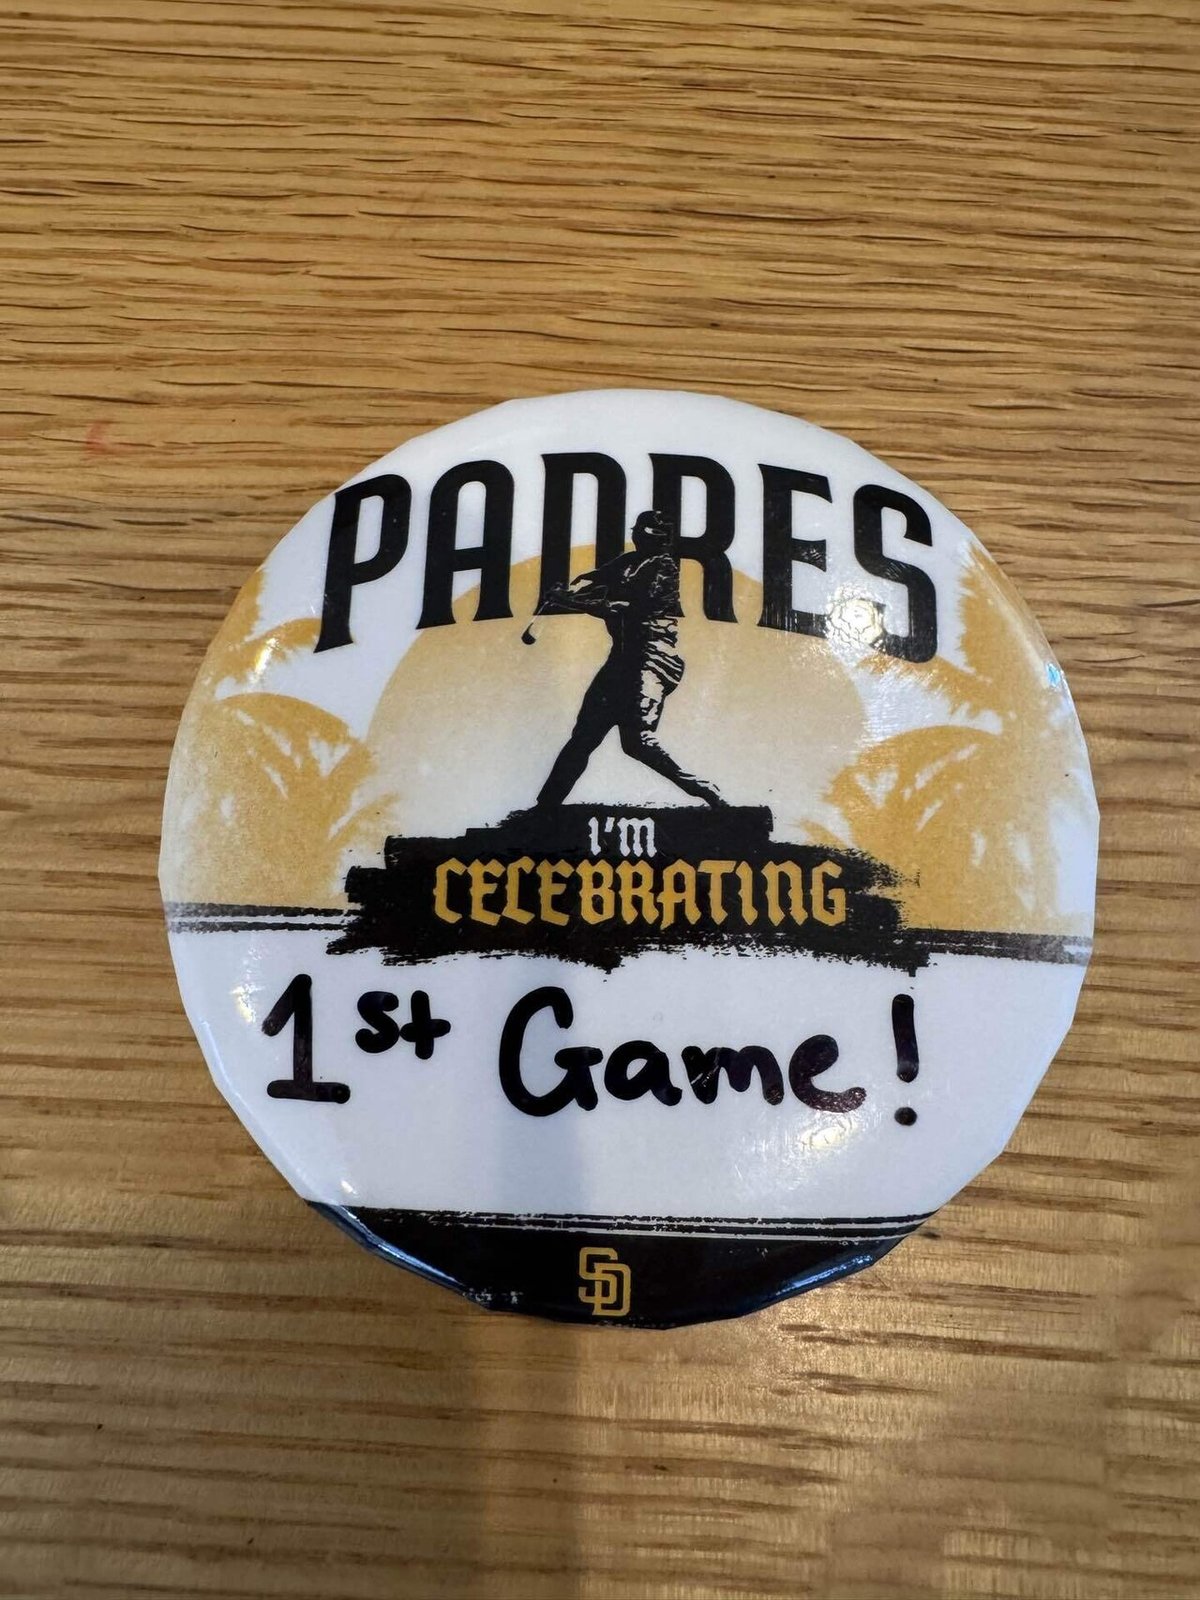 PADRES
I'M
CELEBRATING
1st Game!
SD